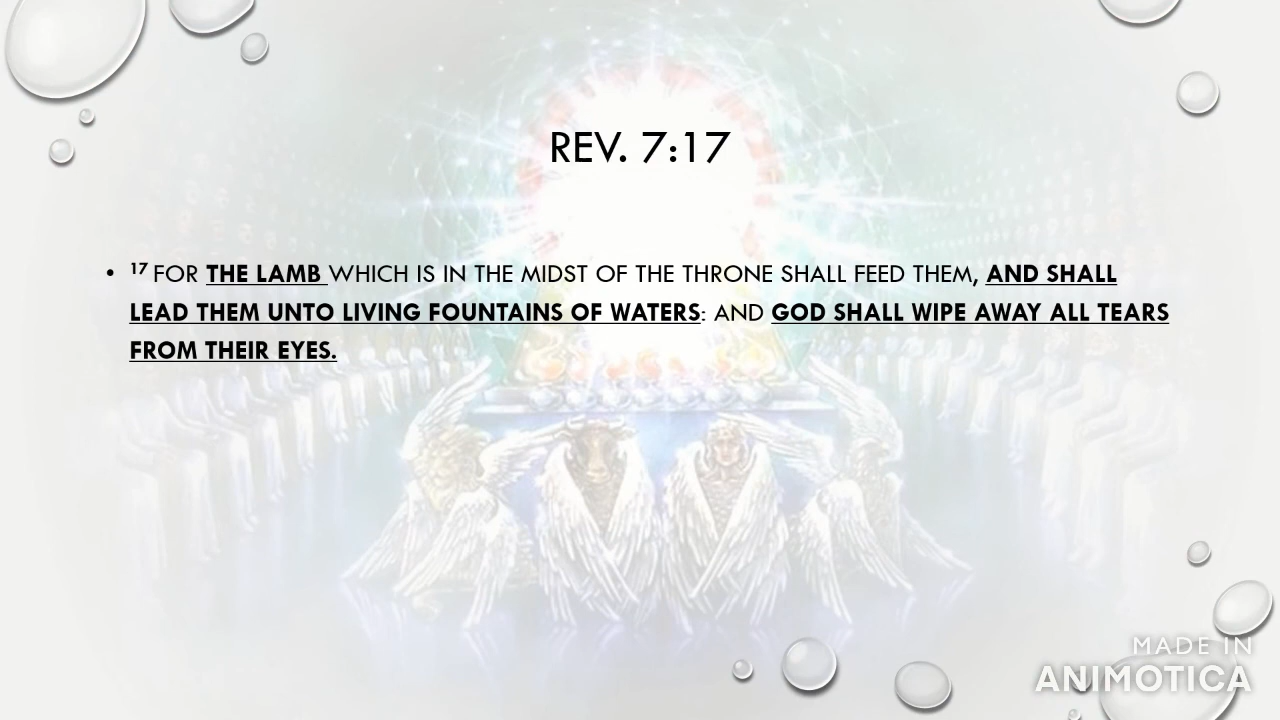 REV. 7:17
• ¹⁷ FOR THE LAMB WHICH IS IN THE MIDST OF THE THRONE SHALL FEED THEM, AND SHALL
LEAD THEM UNTO LIVING FOUNTAINS OF WATERS: AND GOD SHALL WIPE AWAY ALL TEARS
FROM THEIR EYES.
MADE IN
ANIMOTICA